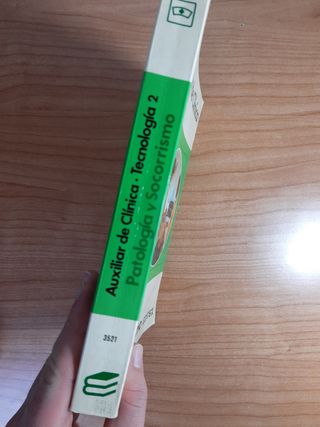 Auxiliar de Clínica · Tecnología 2
Patología y Socorrismo
3521